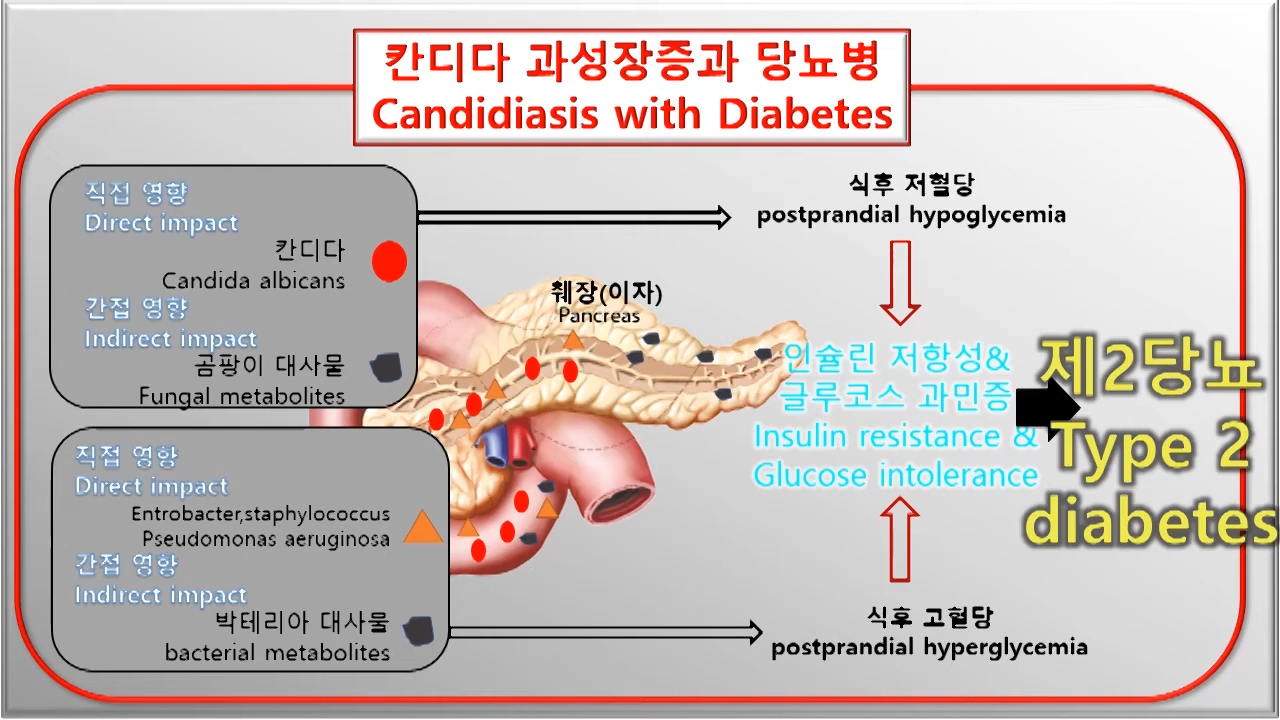 칸디다 과성장증과 당뇨병
Candidiasis with Diabetes
직접 영향
Direct impact
칸디다
Candida albicans
간접 영향
Indirect impact
곰팡이 대사물
Fungal metabolites
직접 영향
Direct impact
Entrobacter,staphylococcus
Pseudomonas aeruginosa
간접 영향
Indirect impact
박테리아 대사물
bacterial metabolites
췌장(이자)
Pancreas
식후 저혈당
postprandial hypoglycemia
인슐린 저항성&
글루코스 과민증
Insulin resistance &
Glucose intolerance
식후 고혈당
postprandial hyperglycemia
제2당뇨
Type 2
diabetes